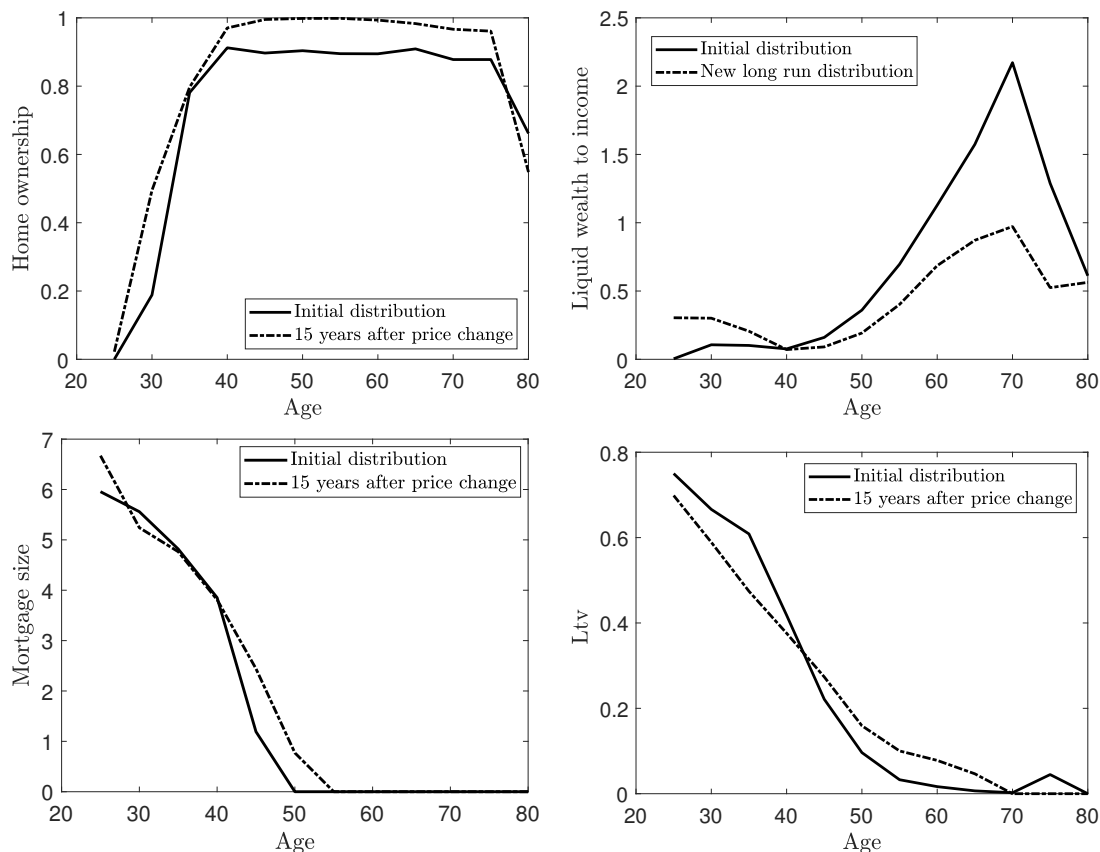 Home ownership
1
0.8
0.6
0.4
0.2
0
20 30 40 50 60 70 80
Age
Initial distribution
15 years after price change
Liquid wealth to income
2.5
2
1.5
1
0.5
0
20 30 40 50 60 70 80
Age
Initial distribution
New long run distribution
Mortgage size
7
6
5
4
3
2
1
0
20 30 40 50 60 70 80
Age
Initial distribution
15 years after price change
Ltv
0.8
0.6
0.4
0.2
0
20 30 40 50 60 70 80
Age
Initial distribution
15 years after price change